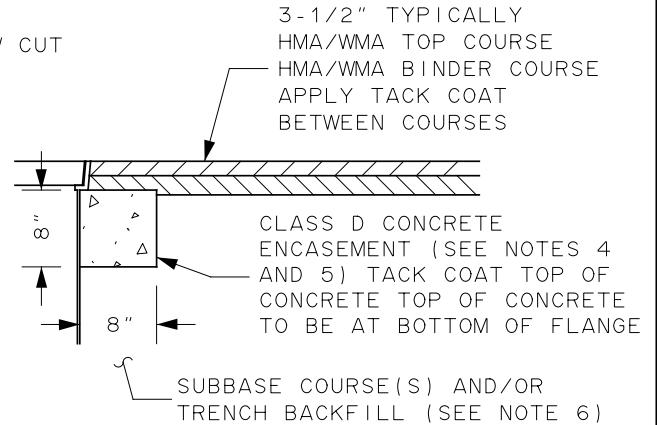 3-1/2" TYPICALLY
HMA/WMA TOP COURSE
CUT
HMA/WMA BINDER COURSE
APPLY TACK COAT
BETWEEN COURSES
8"
CLASS D CONCRETE
ENCASEMENT (SEE NOTES 4
AND 5) TACK COAT TOP OF
CONCRETE TOP OF CONCRETE
TO BE AT BOTTOM OF FLANGE
8"
SUBBASE COURSE(S) AND/OR
TRENCH BACKFILL (SEE NOTE 6)